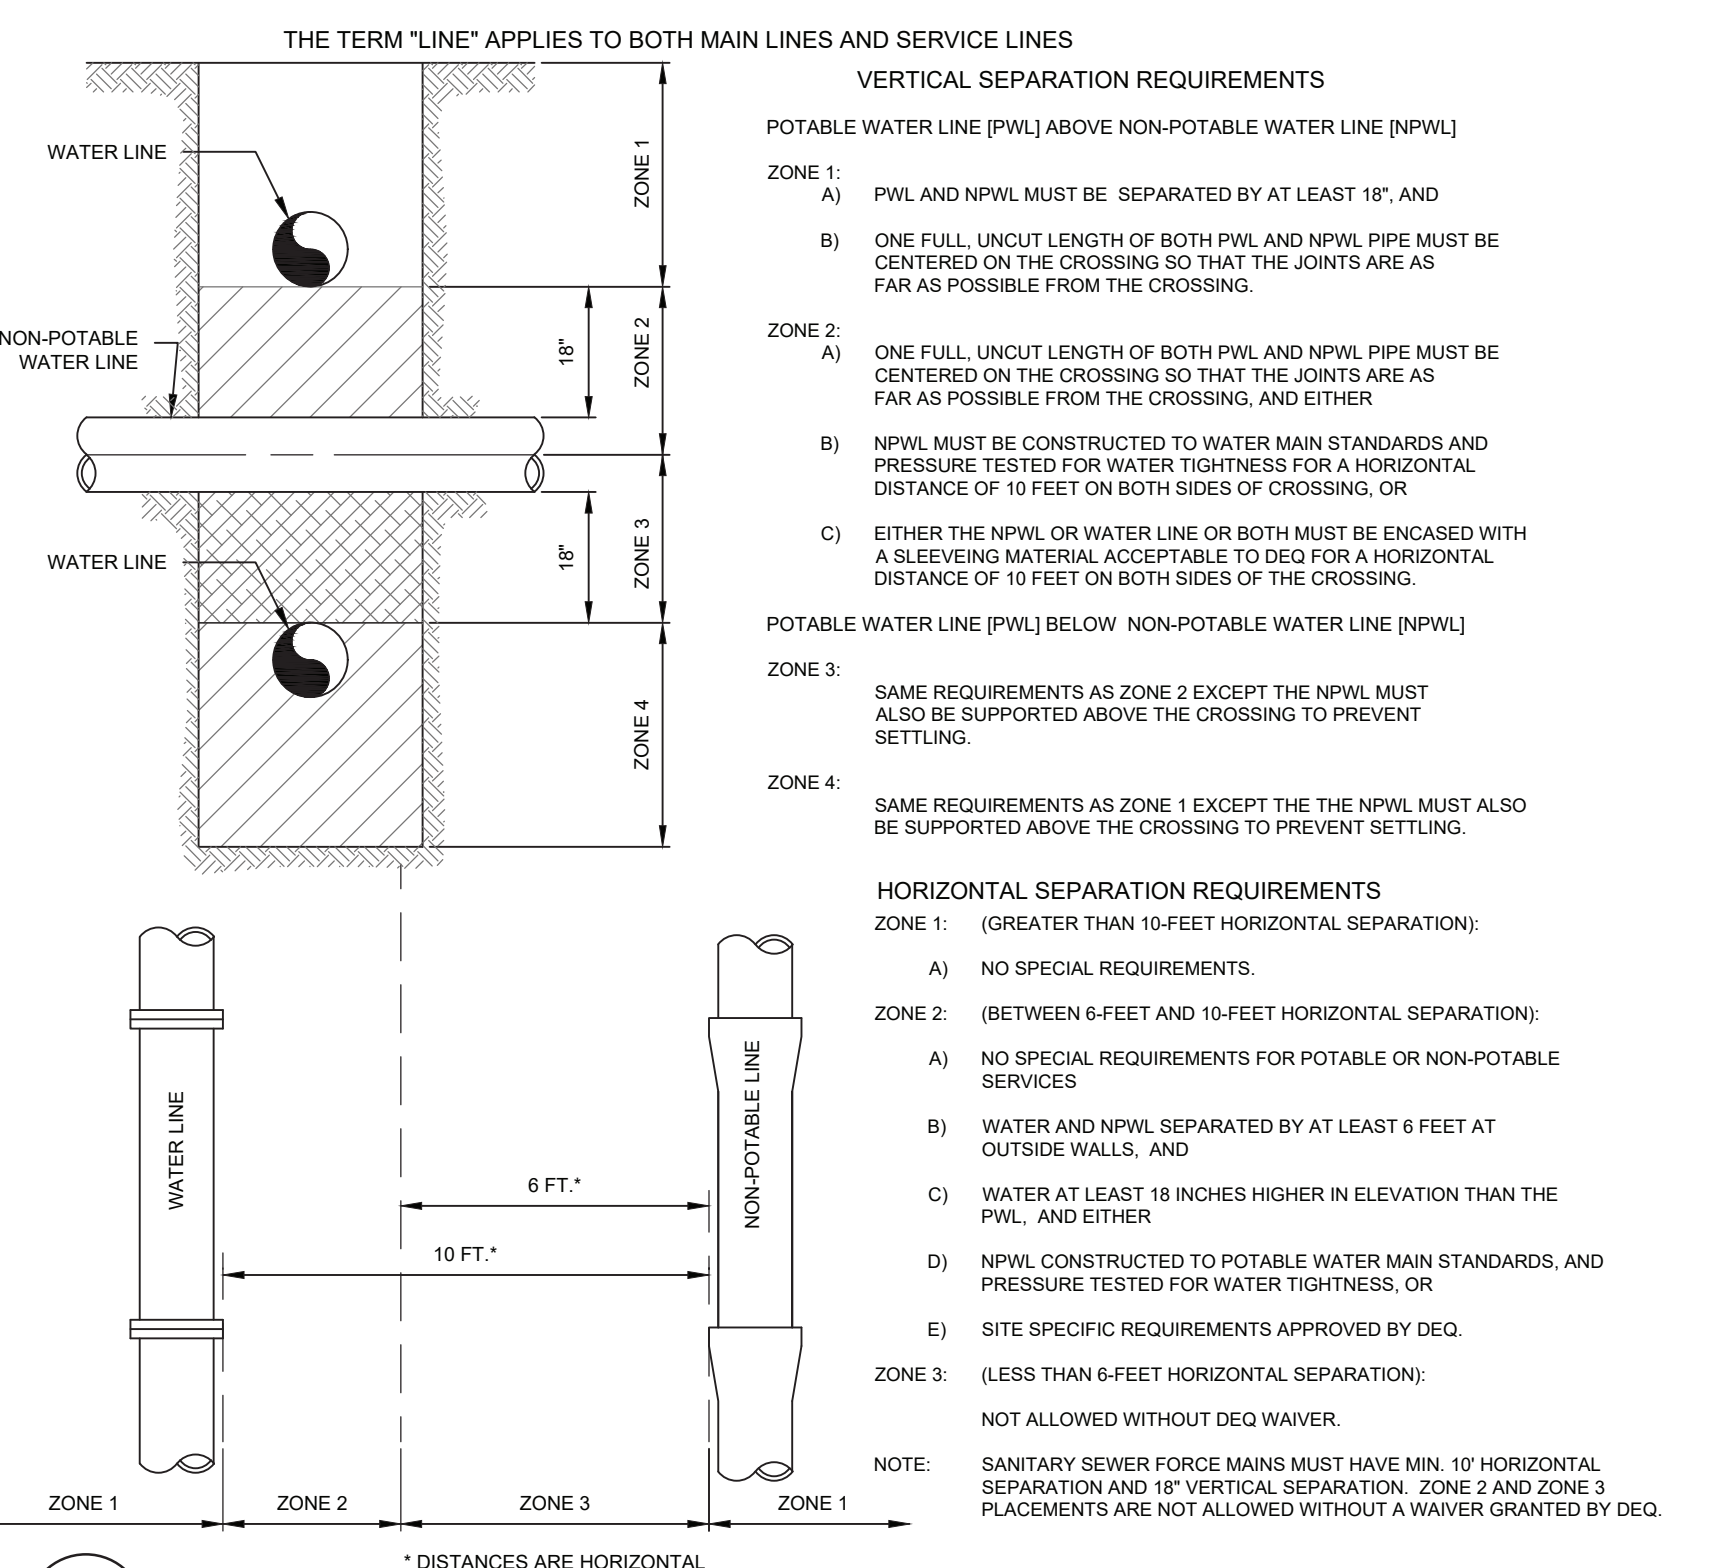 THE TERM "LINE" APPLIES TO BOTH MAIN LINES AND SERVICE LINES
WATER LINE
NON-POTABLE
WATER LINE
WATER LINE
18"
18"
ZONE 1
ZONE 2
ZONE 3
ZONE 4
VERTICAL SEPARATION REQUIREMENTS
POTABLE WATER LINE [PWL] ABOVE NON-POTABLE WATER LINE [NPWL]
ZONE 1:
A) PWL AND NPWL MUST BE SEPARATED BY AT LEAST 18", AND
B) ONE FULL, UNCUT LENGTH OF BOTH PWL AND NPWL PIPE MUST BE
CENTERED ON THE CROSSING SO THAT THE JOINTS ARE AS
FAR AS POSSIBLE FROM THE CROSSING.
ZONE 2:
A) ONE FULL, UNCUT LENGTH OF BOTH PWL AND NPWL PIPE MUST BE
CENTERED ON THE CROSSING SO THAT THE JOINTS ARE AS
FAR AS POSSIBLE FROM THE CROSSING, AND EITHER
B) NPWL MUST BE CONSTRUCTED TO WATER MAIN STANDARDS AND
PRESSURE TESTED FOR WATER TIGHTNESS FOR A HORIZONTAL
DISTANCE OF 10 FEET ON BOTH SIDES OF CROSSING, OR
C) EITHER THE NPWL OR WATER LINE OR BOTH MUST BE ENCASED WITH
A SLEEVEING MATERIAL ACCEPTABLE TO DEQ FOR A HORIZONTAL
DISTANCE OF 10 FEET ON BOTH SIDES OF THE CROSSING.
POTABLE WATER LINE [PWL] BELOW NON-POTABLE WATER LINE [NPWL]
ZONE 3:
SAME REQUIREMENTS AS ZONE 2 EXCEPT THE NPWL MUST
ALSO BE SUPPORTED ABOVE THE CROSSING TO PREVENT
SETTLING.
ZONE 4:
SAME REQUIREMENTS AS ZONE 1 EXCEPT THE THE NPWL MUST ALSO
BE SUPPORTED ABOVE THE CROSSING TO PREVENT SETTLING.
WATER LINE
NON-POTABLE LINE
6 FT.*
10 FT.*
ZONE 1
ZONE 2
ZONE 3
ZONE 1
* DISTANCES ARE HORIZONTAL
HORIZONTAL SEPARATION REQUIREMENTS
ZONE 1: (GREATER THAN 10-FEET HORIZONTAL SEPARATION):
A) NO SPECIAL REQUIREMENTS.
ZONE 2: (BETWEEN 6-FEET AND 10-FEET HORIZONTAL SEPARATION):
A) NO SPECIAL REQUIREMENTS FOR POTABLE OR NON-POTABLE
SERVICES
B) WATER AND NPWL SEPARATED BY AT LEAST 6 FEET AT
OUTSIDE WALLS, AND
C) WATER AT LEAST 18 INCHES HIGHER IN ELEVATION THAN THE
PWL, AND EITHER
D) NPWL CONSTRUCTED TO POTABLE WATER MAIN STANDARDS, AND
PRESSURE TESTED FOR WATER TIGHTNESS, OR
E) SITE SPECIFIC REQUIREMENTS APPROVED BY DEQ.
ZONE 3: (LESS THAN 6-FEET HORIZONTAL SEPARATION):
NOT ALLOWED WITHOUT DEQ WAIVER.
NOTE: SANITARY SEWER FORCE MAINS MUST HAVE MIN. 10' HORIZONTAL
SEPARATION AND 18" VERTICAL SEPARATION. ZONE 2 AND ZONE 3
PLACEMENTS ARE NOT ALLOWED WITHOUT A WAIVER GRANTED BY DEQ.